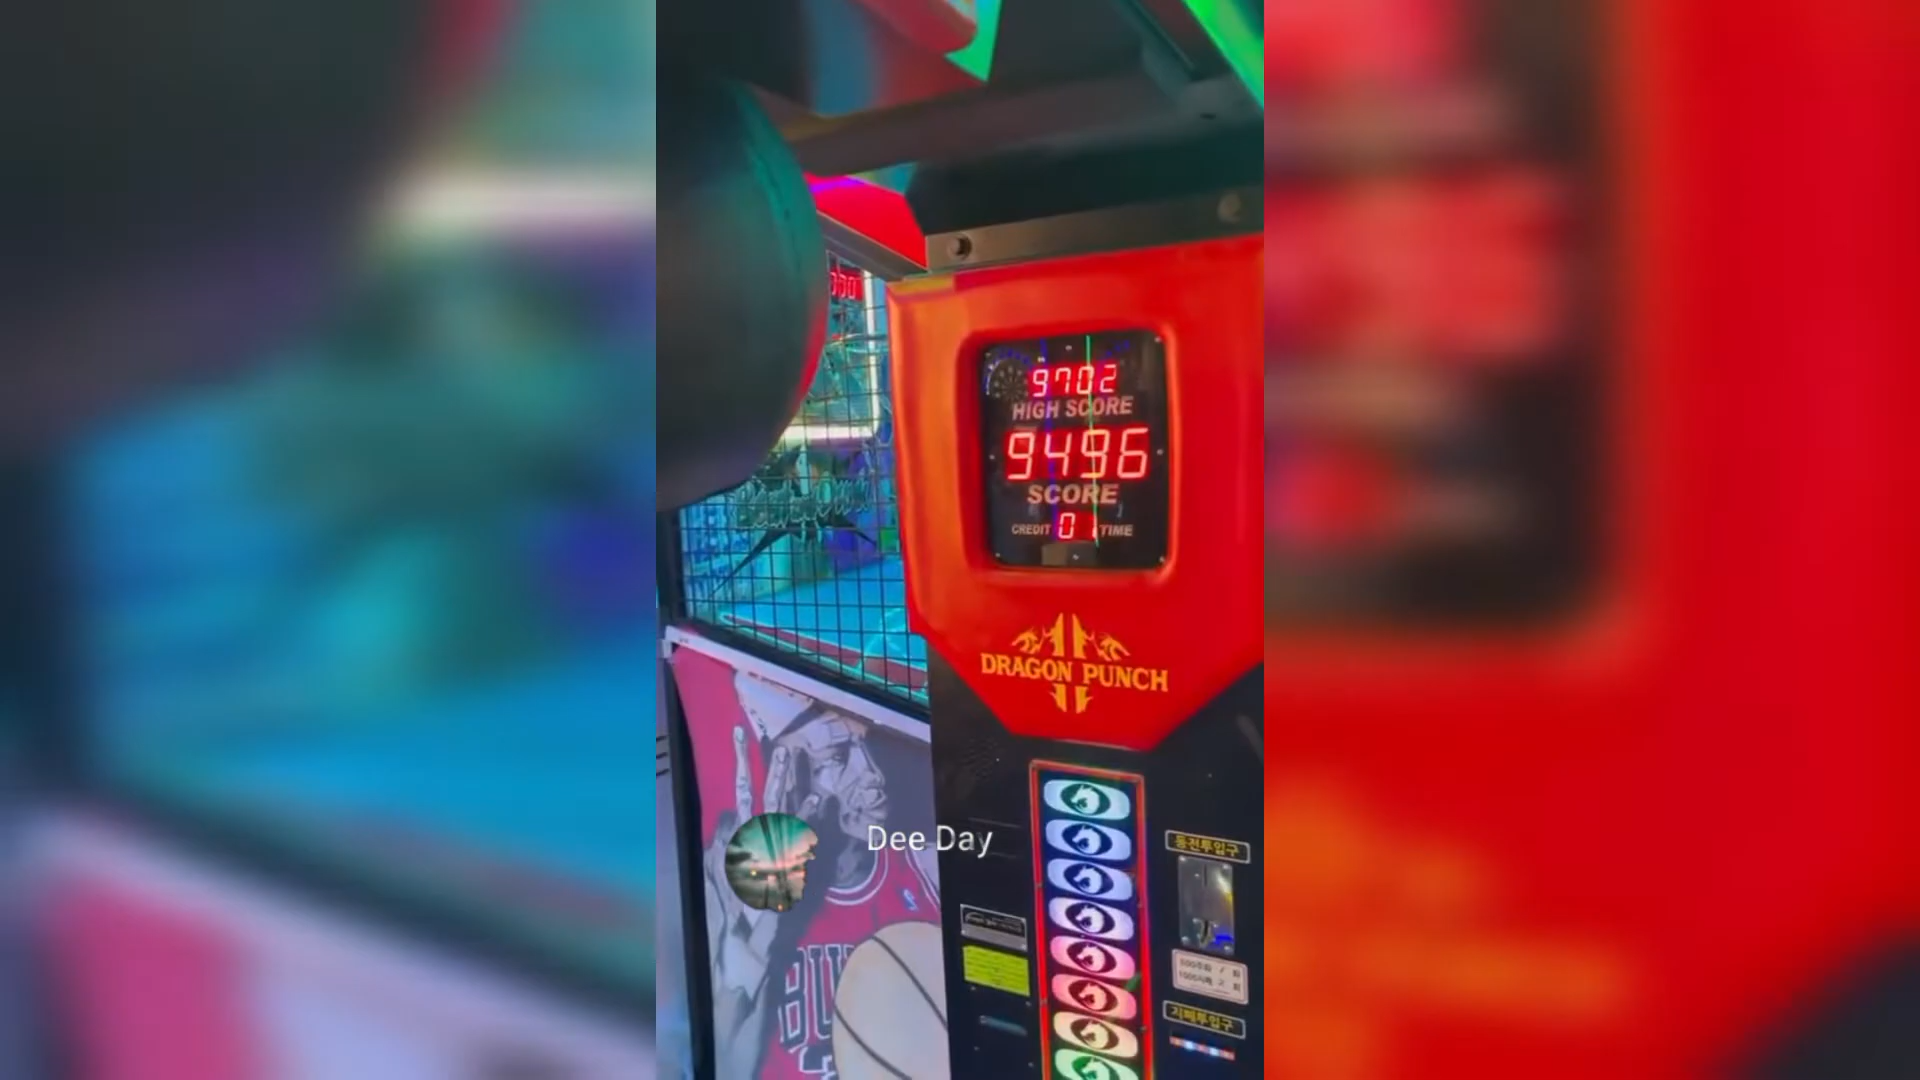 9702
HIGH SCORE
9496
SCORE
CREDIT 0 TIME
DRAGON PUNCH
Dee Day
BU
동전투입구
지폐투입구